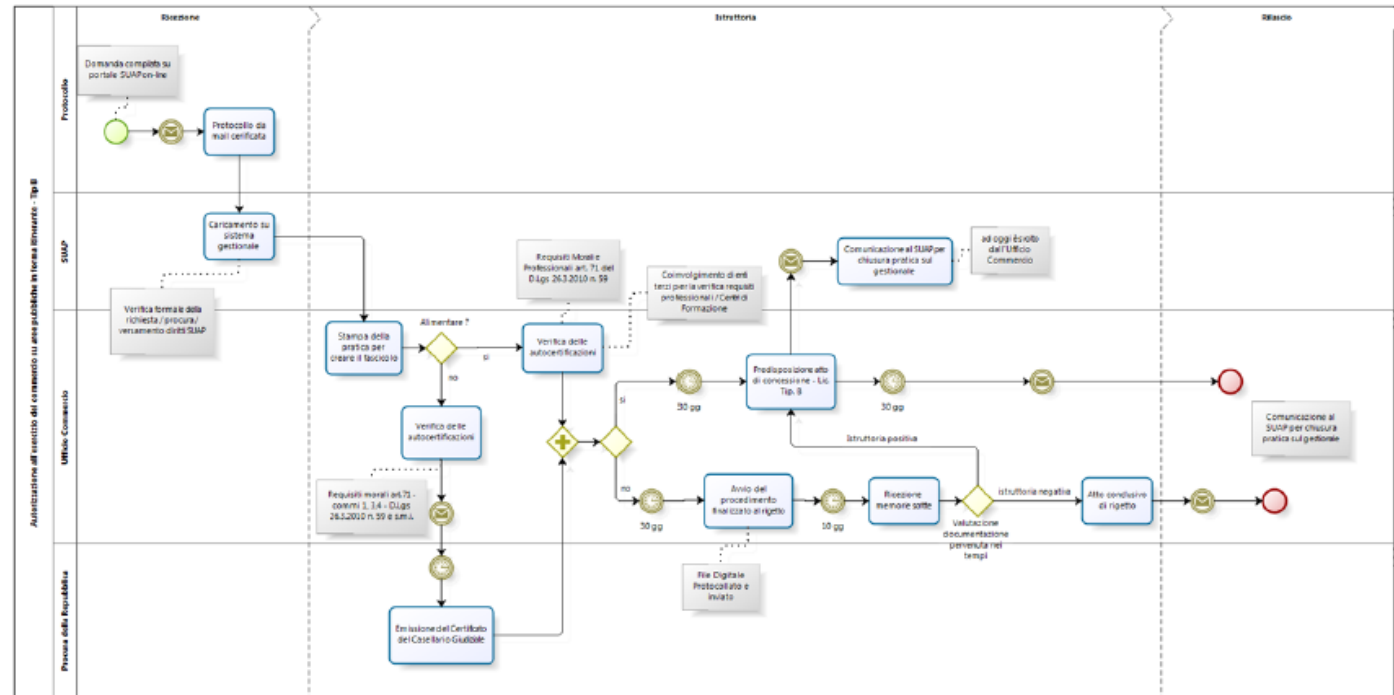 Autorizzazione all'esercizio del commercio su aree pubbliche in forma itinerante - Tip B
Ricezione
Istruttoria
Rilascio
Protocollo
Domanda compilata su
portale SUAP on-line
Protocollo da
mail cerificata
SUAP
Caricamento su
sistema
gestionale
Verifica formale della
richiesta / procura /
versamento diritti SUAP
Requisiti Morali e
Professionali art. 71 del
D.Lgs 26.3.2010 n. 59
Coinvolgimento di enti
terzi per la verifica requisiti
professionali / Centri di
Formazione
Comunicazione al SUAP per
chiusura pratica sul
gestionale
ad oggi è svolto
dall'Ufficio
Commercio
Ufficio Commercio
Stampa della
pratica per
creare il fascicolo
Alimentare ?
si
no
Verifica delle
autocertificazioni
Verifica delle
autocertificazioni
Requisiti morali art.71 -
commi 1, 3,4 - D.Lgs
26.3.2010 n. 59 e s.m.i.
si
30 gg
Predisposizione atto
di concessione - Lic.
Tip. B
30 gg
Comunicazione al
SUAP per chiusura
pratica sul gestionale
Istruttoria positiva
no
30 gg
Avvio del
procedimento
finalizzato al rigetto
10 gg
Ricezione
memorie scritte
Valutazione
documentazione
pervenuta nei
tempi
istruttoria negativa
Atto conclusivo
di rigetto
File Digitale
Protocollato e
inviato
Procura della Repubblica
Emissione del Certificato
del Casellario Giudiziale